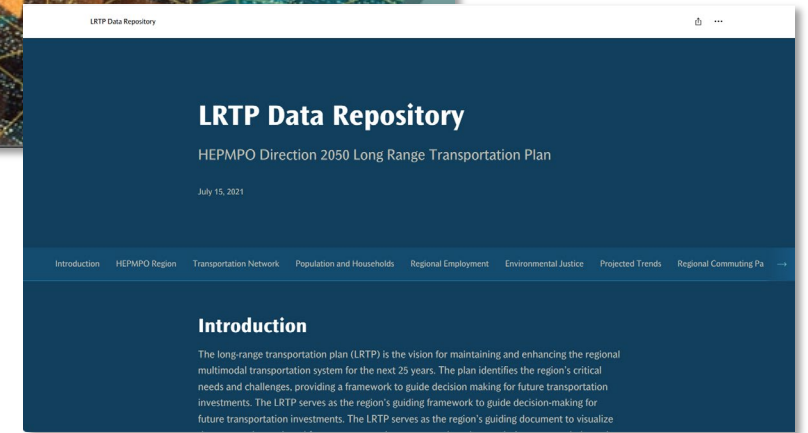 LRTP Data Repository
LRTP Data Repository
HEPMPO Direction 2050 Long Range Transportation Plan
July 15, 2021
Introduction HEPMPO Region Transportation Network Population and Households Regional Employment Environmental Justice Projected Trends Regional Commuting Pa
Introduction
The long-range transportation plan (LRTP) is the vision for maintaining and enhancing the regional
multimodal transportation system for the next 25 years. The plan identifies the region's critical
needs and challenges, providing a framework to guide decision making for future transportation
investments. The LRTP serves as the region's guiding framework to guide decision-making for
future transportation investments. The LRTP serves as the region's guiding document to visualize